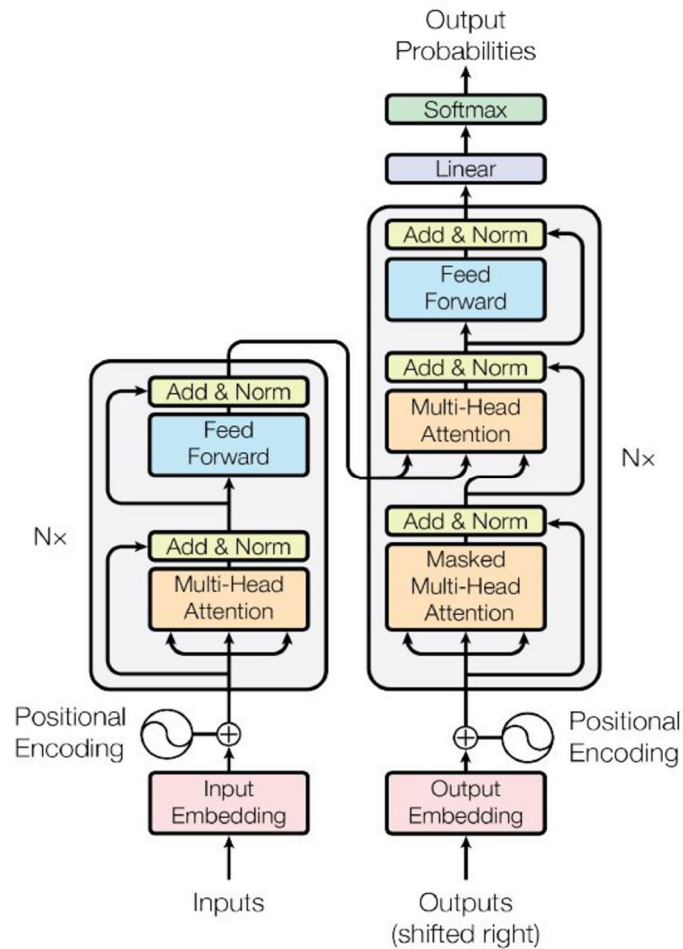 Output
Probabilities
Softmax
Linear
Add & Norm
Feed
Forward
Add & Norm
Multi-Head
Attention
Add & Norm
Masked
Multi-Head
Attention
N×
Add & Norm
Feed
Forward
Add & Norm
Multi-Head
Attention
N×
Positional
Encoding
Positional
Encoding
Input
Embedding
Output
Embedding
Inputs
Outputs
(shifted right)